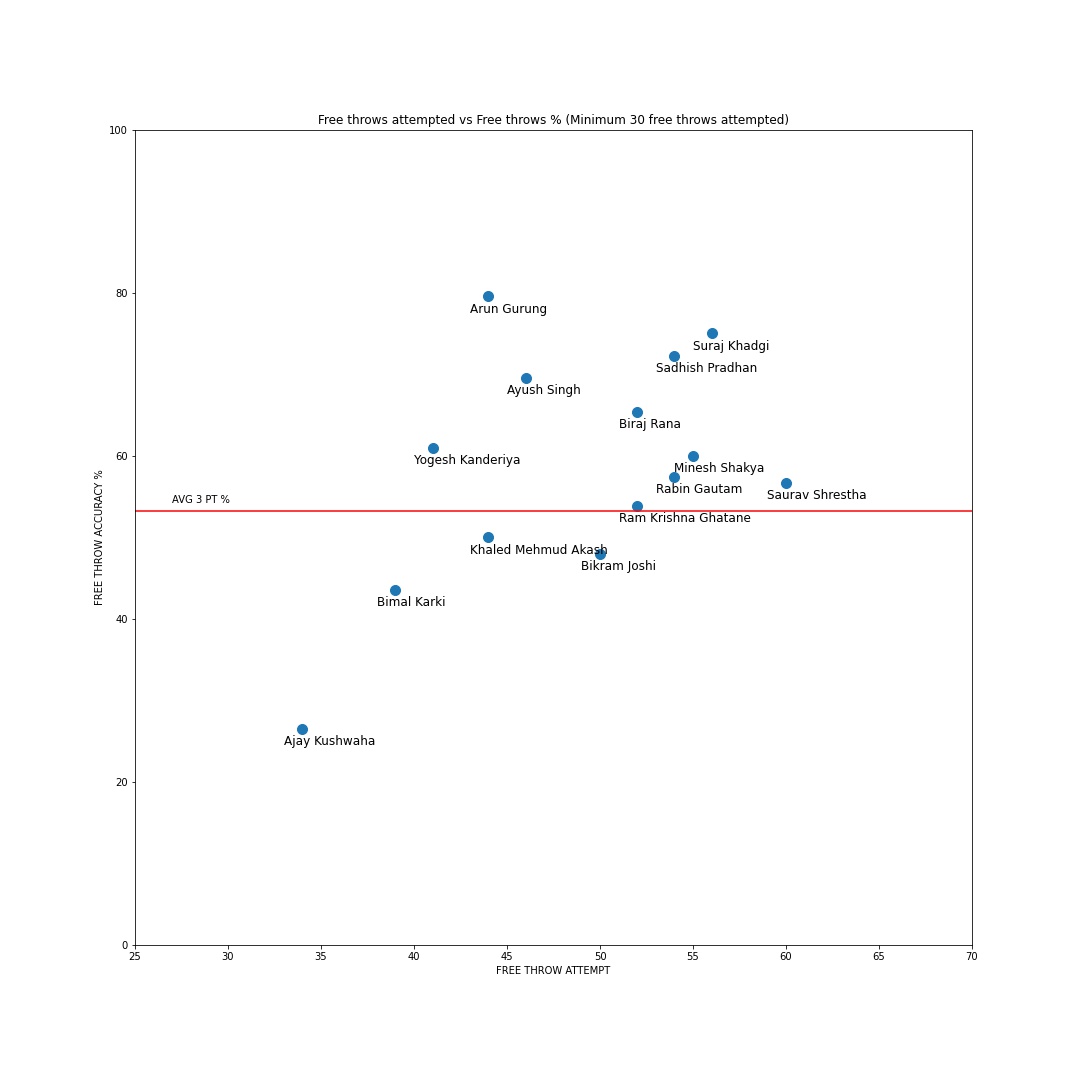 Free throws attempted vs Free throws % (Minimum 30 free throws attempted)
100
80
60
40
20
0
FREE THROW ACCURACY %
Arun Gurung
Suraj Khadgi
Sadhish Pradhan
Ayush Singh
Biraj Rana
Yogesh Kanderiya
Minesh Shakya
Rabin Gautam
Saurav Shrestha
AVG 3 PT %
Ram Krishna Ghatane
Khaled Mehmud Akash
Bikram Joshi
Bimal Karki
Ajay Kushwaha
25 30 35 40 45 50 55 60 65 70
FREE THROW ATTEMPT